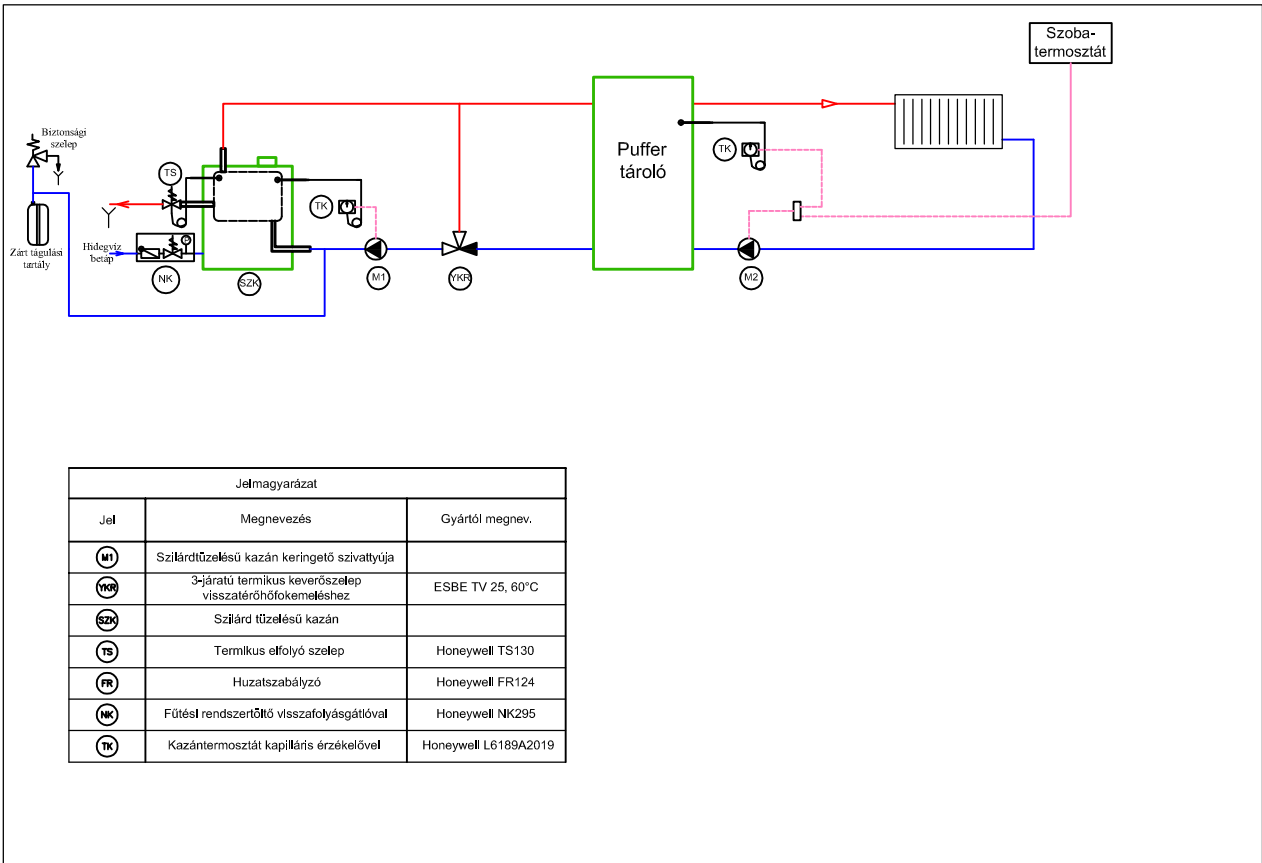 Szoba-
termosztát
Biztonsági
szelep
TS
Puffer
tároló
TK
TK
Zárt tágulási
tartály
Hidegvíz
betáp
NK
SZK
M1
YKR
M2
Jelmagyarázat
Jel Megnevezés Gyártól megnev.
M1 Szilárdtüzelésű kazán keringető szivattyúja
YKR 3-járatú termikus keverőszelep
visszatérőhőfokemeléshez ESBE TV 25, 60°C
SZK Szilárd tüzelésű kazán
TS Termikus elfolyó szelep Honeywell TS130
FR Huzatszabályzó Honeywell FR124
NK Fűtési rendszertöltő visszafolyásgátlóval Honeywell NK295
TK Kazántermosztát kapilláris érzékelővel Honeywell L6189A2019